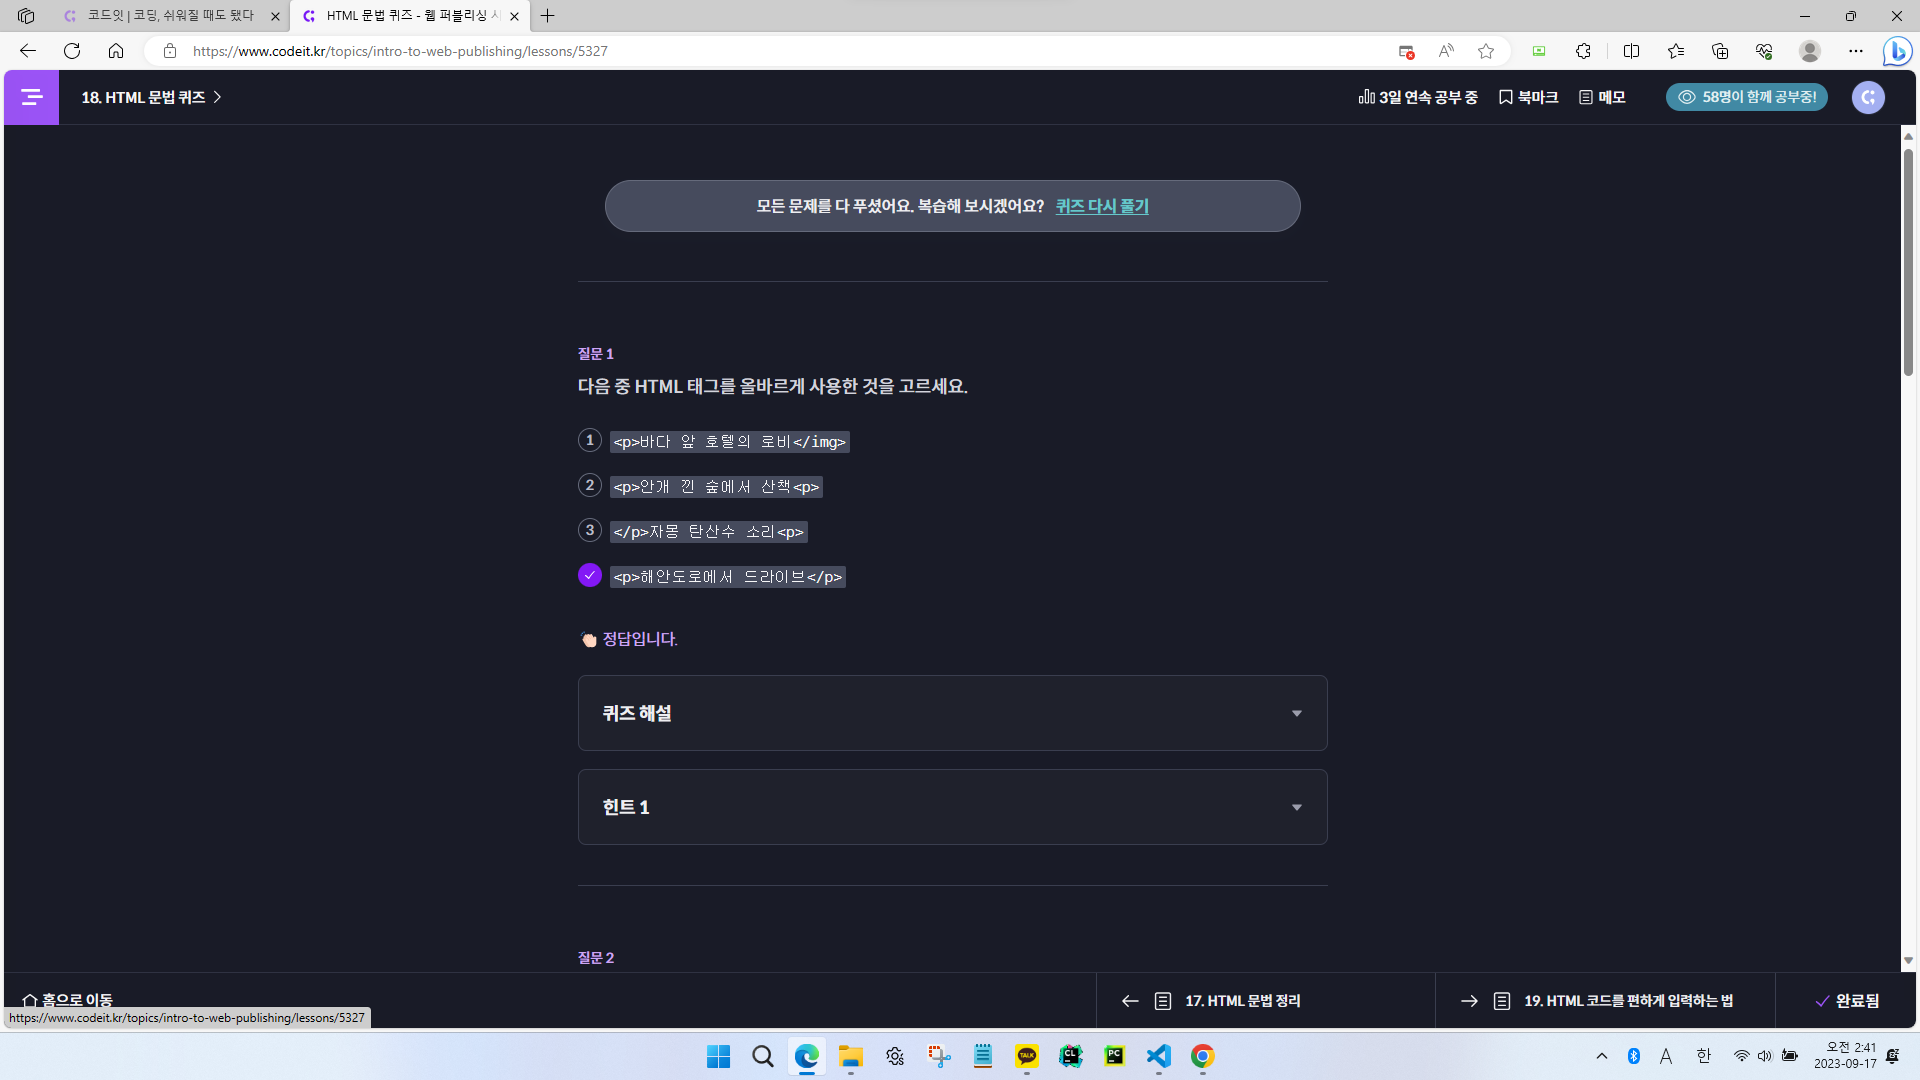 코드잇 | 코딩, 쉬워질 때도 됐다
HTML 문법 퀴즈 - 웹 퍼블리싱 시
https://www.codeit.kr/topics/intro-to-web-publishing/lessons/5327
18. HTML 문법 퀴즈
3일 연속 공부 중
북마크
메모
58명이 함께 공부중!
모든 문제를 다 푸셨어요. 복습해 보시겠어요? 퀴즈 다시 풀기
질문 1
다음 중 HTML 태그를 올바르게 사용한 것을 고르세요.
1 <p>바다 앞 호텔의 로비</img>
2 <p>안개 낀 숲에서 산책<p>
3 </p>자몽 탄산수 소리<p>
<p>해안도로에서 드라이브</p>
정답입니다.
퀴즈 해설
힌트 1
질문 2
홈으로 이동
17. HTML 문법 정리
19. HTML 코드를 편하게 입력하는 법
완료됨
https://www.codeit.kr/topics/intro-to-web-publishing/lessons/5327
TALK
CL
PC
A
한
오전 2:41
2023-09-17